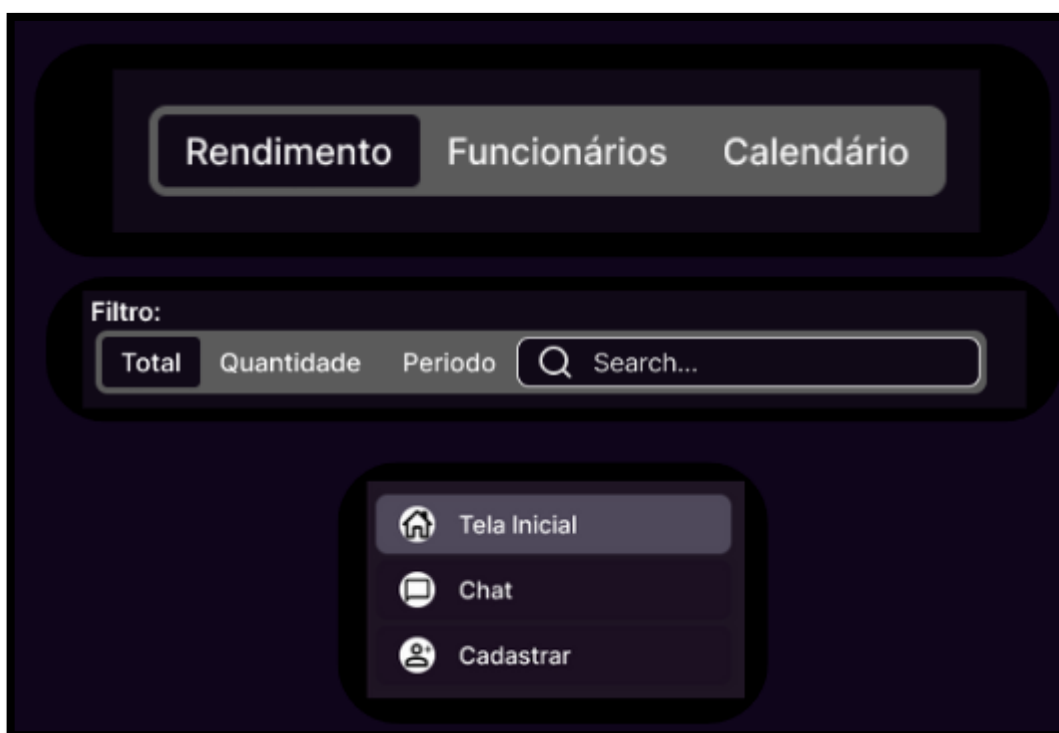 Rendimento Funcionários Calendário
Filtro:
Total Quantidade Periodo Search...
Tela Inicial
Chat
Cadastrar